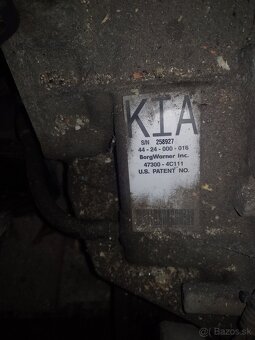 KIA
S/N 258927
44-24-000-016
BorgWarner Inc.
47300-4C111
U.S. PATENT NO.
Bazos.sk